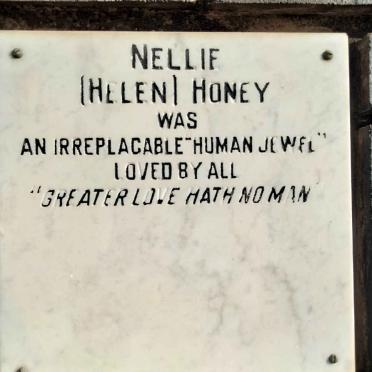 NELLIE
(HELEN) HONEY
WAS
AN IRREPLACABLE "HUMAN JEWEL"
LOVED BY ALL
"GREATER LOVE HATH NO MAN